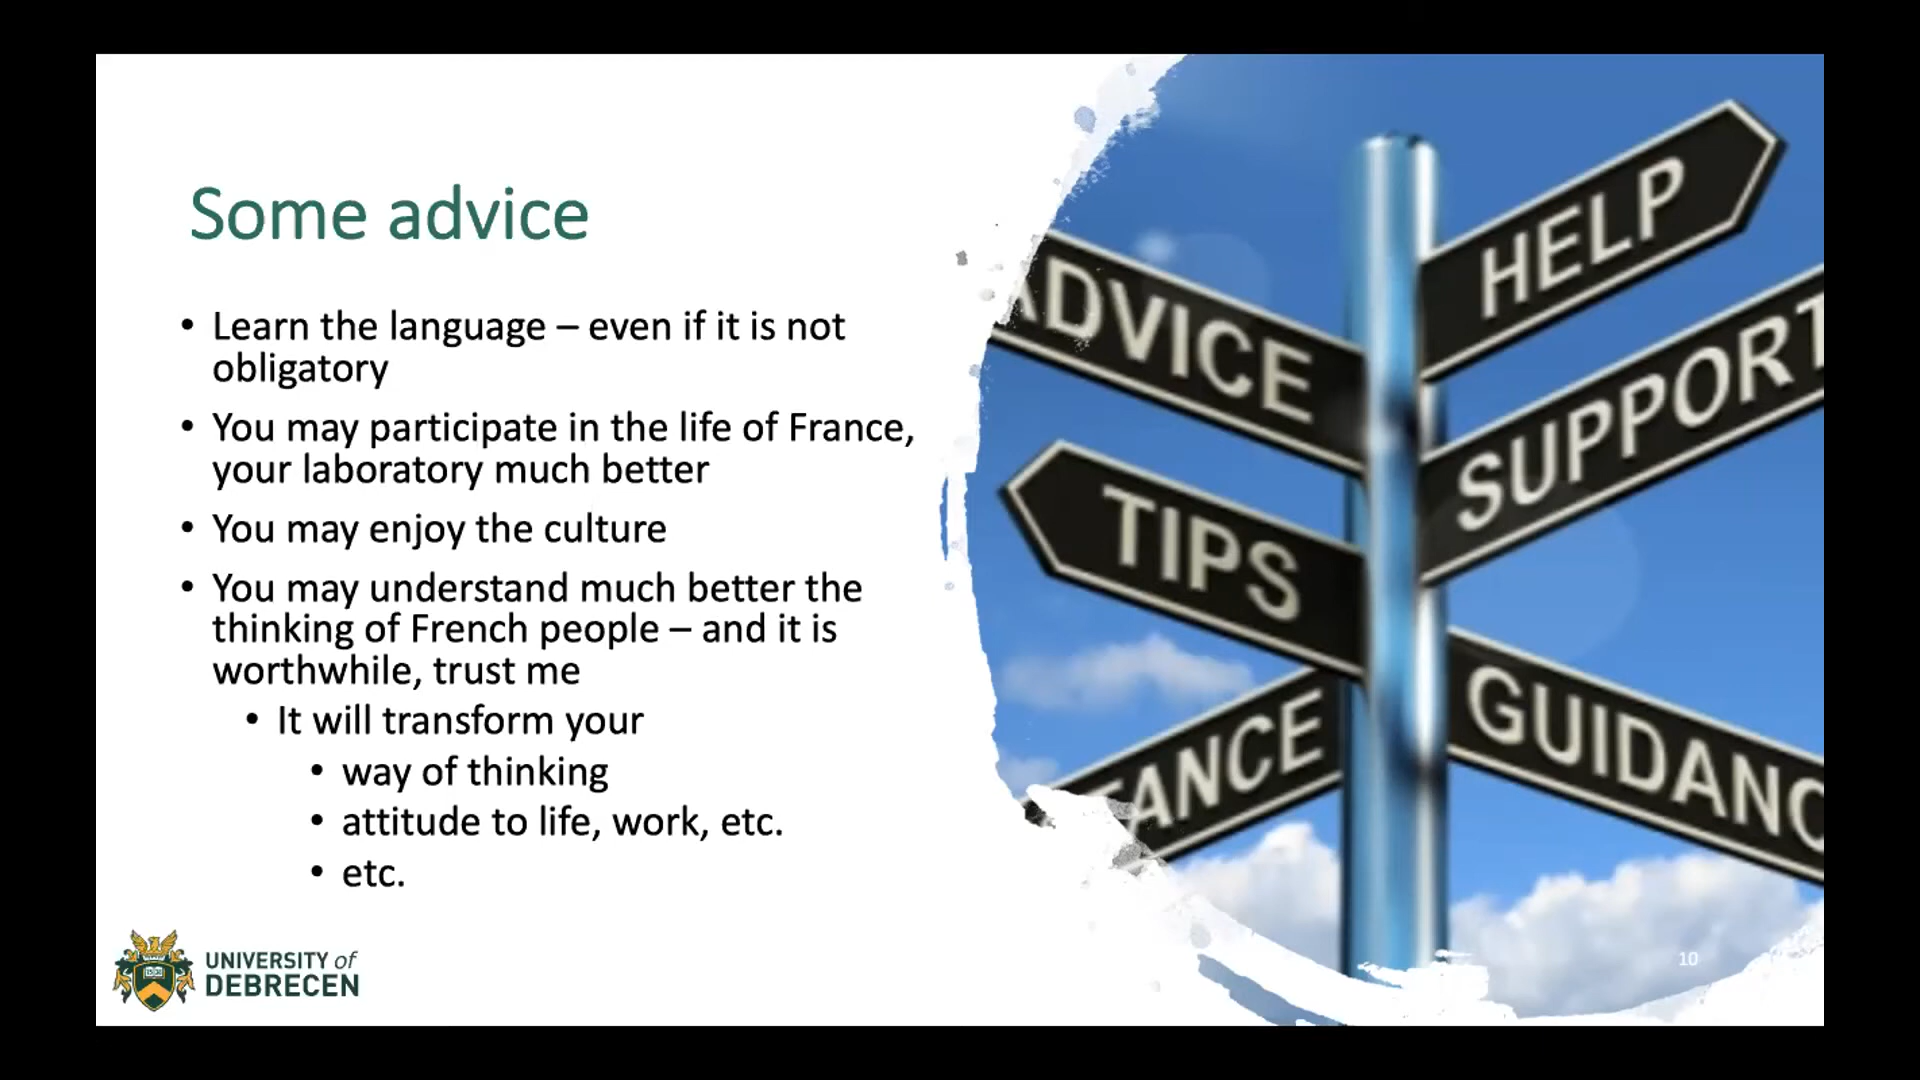 Some advice
• Learn the language – even if it is not
obligatory
• You may participate in the life of France,
your laboratory much better
• You may enjoy the culture
• You may understand much better the
thinking of French people – and it is
worthwhile, trust me
• It will transform your
• way of thinking
• attitude to life, work, etc.
• etc.
UNIVERSITY of
DEBRECEN
HELP
ADVICE
SUPPORT
TIPS
GUIDANC
TANCE
10